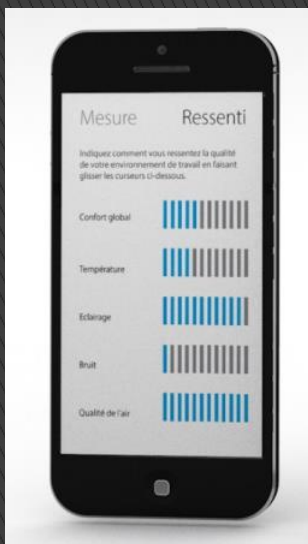 Mesure Ressenti
Indiquez comment vous ressentez la qualité
de votre environnement de travail en faisant
glisser les curseurs ci-dessous.
Confort global
Température
Eclairage
Bruit
Qualité de l'air